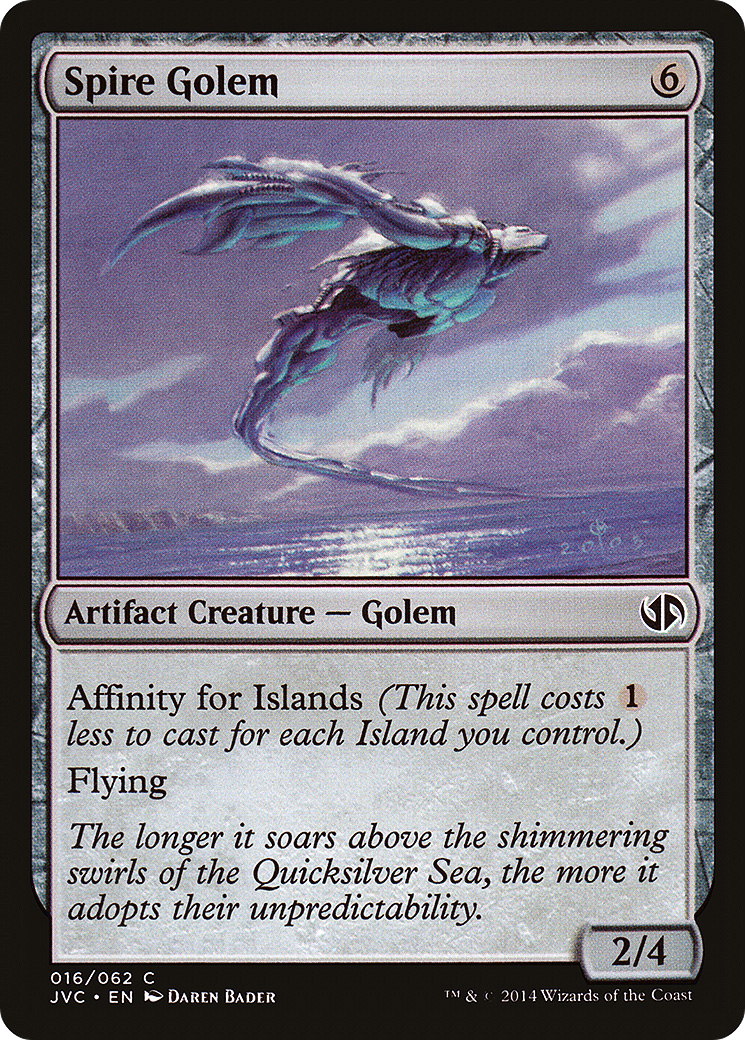 Spire Golem 6
2003
Artifact Creature — Golem
Affinity for Islands (This spell costs 1
less to cast for each Island you control.)
Flying
The longer it soars above the shimmering
swirls of the Quicksilver Sea, the more it
adopts their unpredictability.
2/4
016/062 C
JVC • EN DAREN BADER
™ & © 2014 Wizards of the Coast